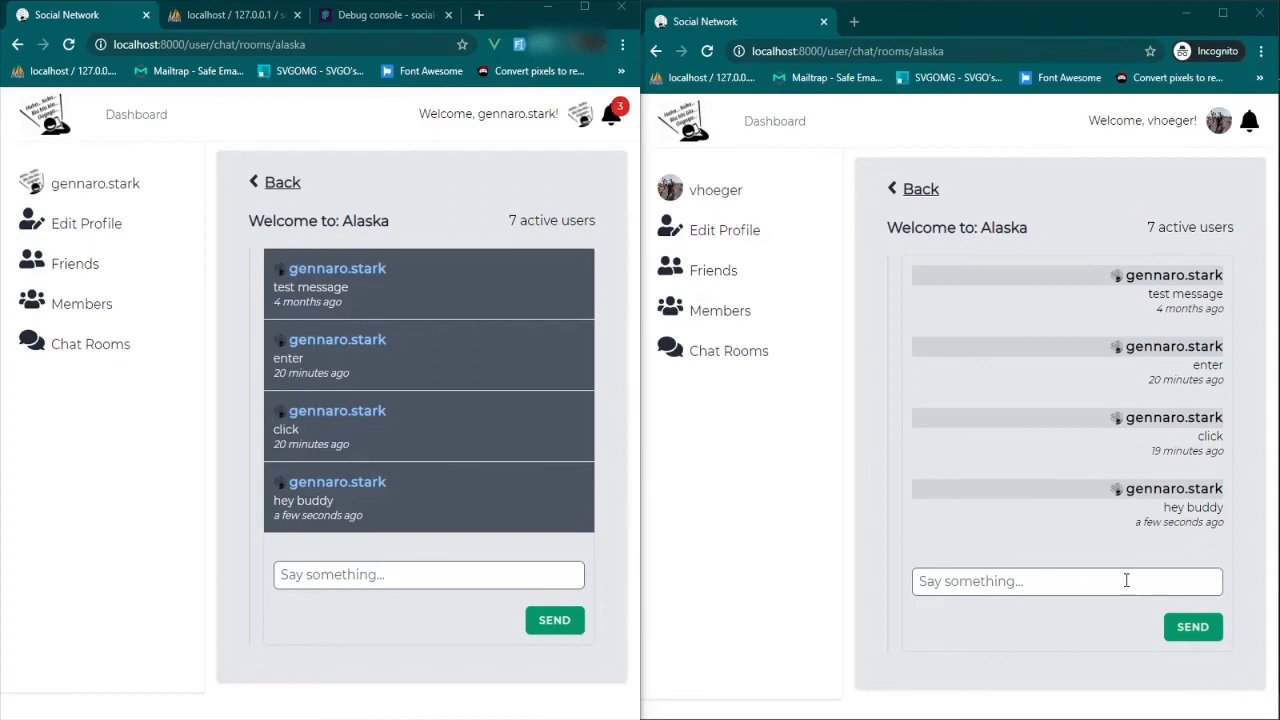 Social Network
localhost / 127.0.0.1 / s
Debug console - social
localhost:8000/user/chat/rooms/alaska
localhost / 127.0.0....
Mailtrap - Safe Ema...
SVGOMG - SVGO's...
Font Awesome
Convert pixels to re...
»
Dashboard
Welcome, gennaro.stark!
3
gennaro.stark
Edit Profile
Friends
Members
Chat Rooms
Back
Welcome to: Alaska
7 active users
gennaro.stark
test message
4 months ago
gennaro.stark
enter
20 minutes ago
gennaro.stark
click
20 minutes ago
gennaro.stark
hey buddy
a few seconds ago
Say something...
SEND
Social Network
localhost:8000/user/chat/rooms/alaska
Incognito
localhost / 127.0.0....
Mailtrap - Safe Ema...
SVGOMG - SVGO's...
Font Awesome
Convert pixels to re...
»
Dashboard
Welcome, vhoeger!
vhoeger
Edit Profile
Friends
Members
Chat Rooms
Back
Welcome to: Alaska
7 active users
gennaro.stark
test message
4 months ago
gennaro.stark
enter
20 minutes ago
gennaro.stark
click
19 minutes ago
gennaro.stark
hey buddy
a few seconds ago
Say something...
SEND